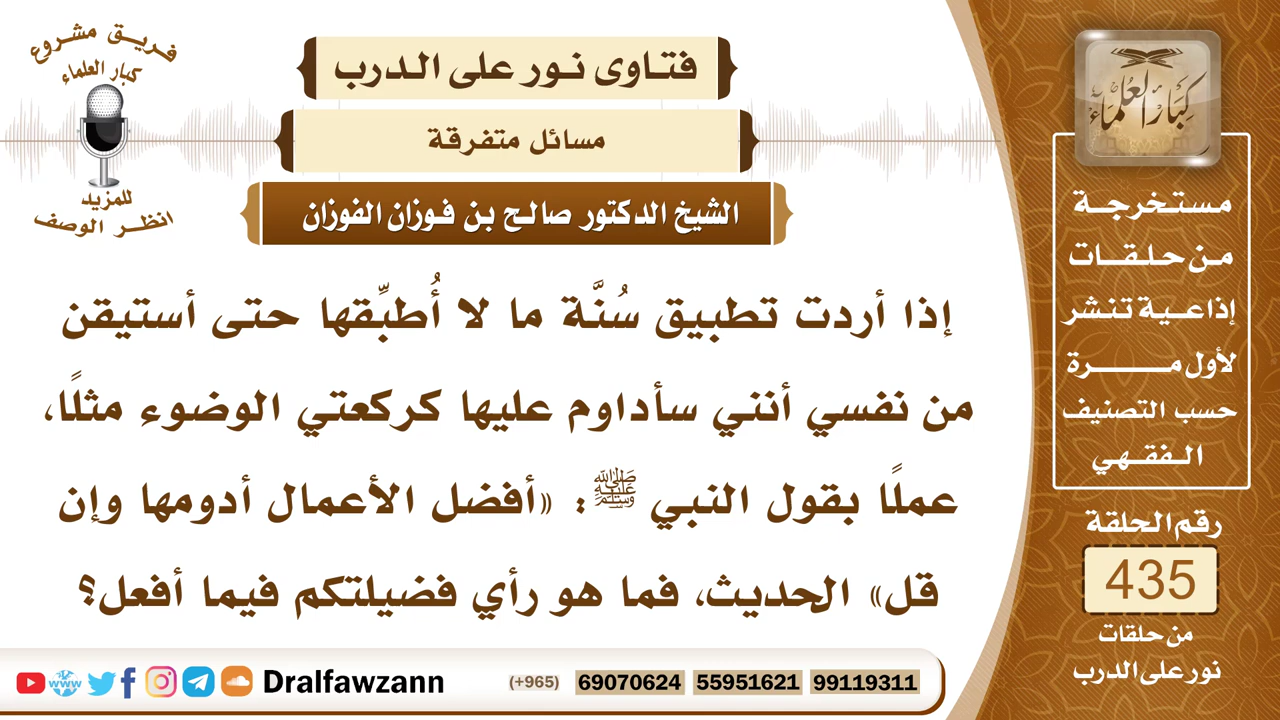 فريق مشروع
كبار العلماء
للمزيد
انظر الوصف
فتاوى نور على الدرب
مسائل متفرقة
الشيخ الدكتور صالح بن فوزان الفوزان
إذا أردت تطبيق سُنَّة ما لا أُطبِّقها حتى أستيقن
من نفسي أنني سأداوم عليها كركعتي الوضوء مثلًا،
عملًا بقول النبي ﷺ: «أفضل الأعمال أدومها وإن
قل» الحديث، فما هو رأي فضيلتكم فيما أفعل؟
كبار العلماء
مستخرجة
من حلقات
إذاعية تنشر
لأول مرة
حسب التصنيف
الفقهي
رقم الحلقة
435
من حلقات
نور على الدرب
www Dralfawzann (+965) 69070624 55951621 99119311